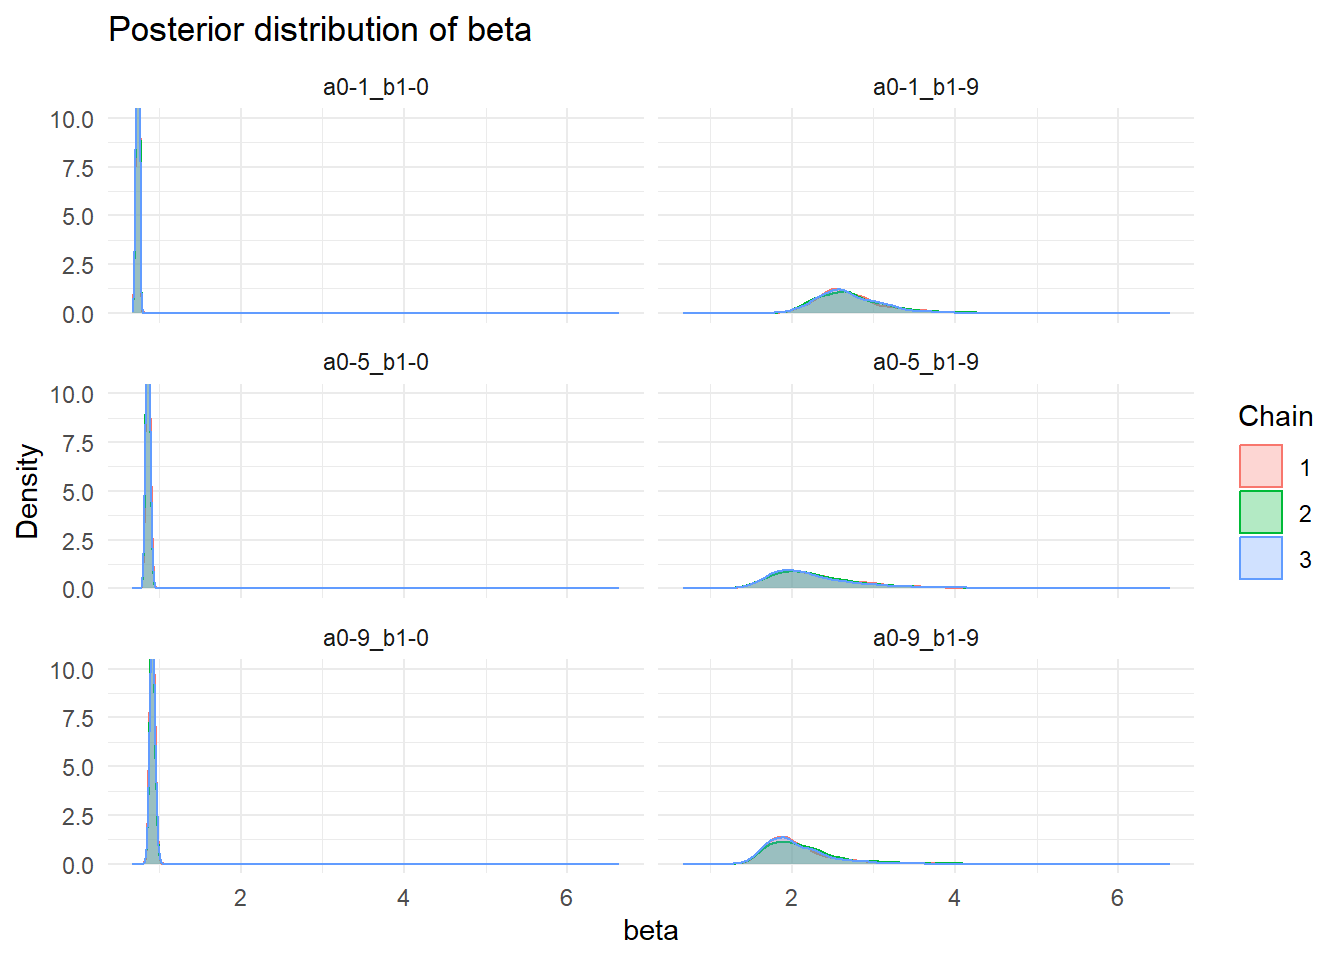 Posterior distribution of beta
a0-1_b1-0
a0-1_b1-9
10.0
7.5
5.0
2.5
0.0
a0-5_b1-0
a0-5_b1-9
10.0
7.5
5.0
2.5
0.0
a0-9_b1-0
a0-9_b1-9
10.0
7.5
5.0
2.5
0.0
2 4 6
2 4 6
beta
Density
Chain
1
2
3